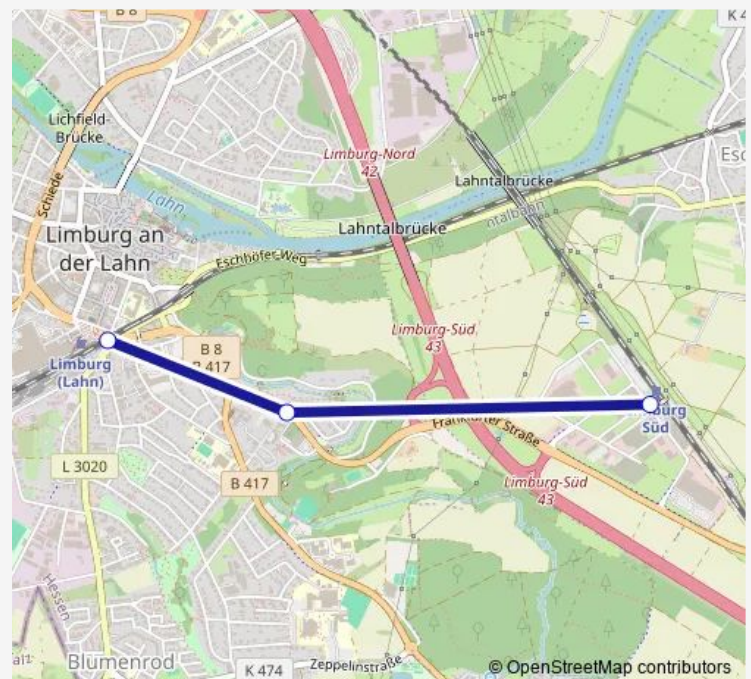 B 8
K 4
Lichfield-
Brücke
Limburg-Nord
42
Lahntalbrücke
Esc
Schiede
Lahn
ntalbahn
Lahntalbrücke
Limburg an
der Lahn
Eschhöfer-Weg
Limburg-Süd
43
B 8
B 417
Limburg
(Lahn)
burg
Süd
Frankfurter Straße
L 3020
B 417
Limburg-Süd
43
Hessen
Blumenrod
K 474
Zeppelinstraße
© OpenStreetMap contributors